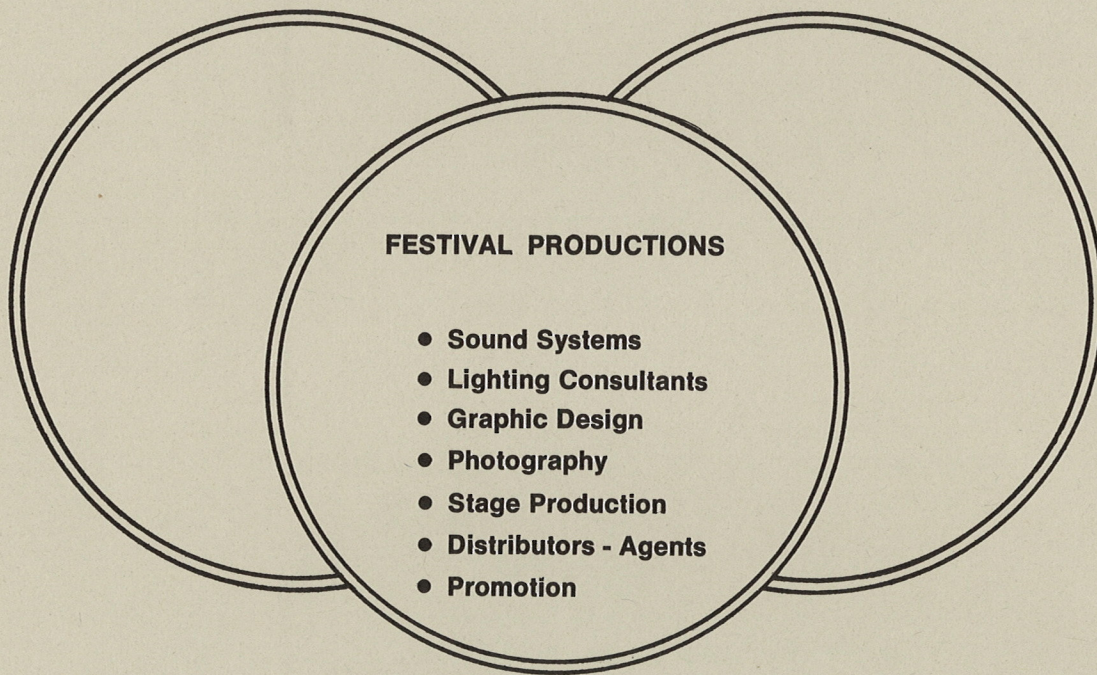 FESTIVAL PRODUCTIONS
● Sound Systems
● Lighting Consultants
● Graphic Design
● Photography
● Stage Production
● Distributors - Agents
● Promotion